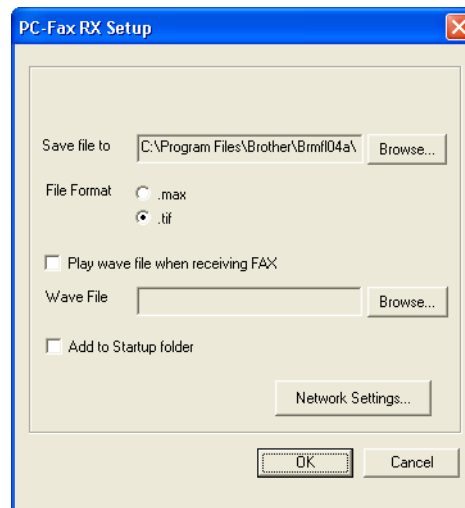 PC-Fax RX Setup
Save file to C:\Program Files\Brother\Brmfl04a\ Browse...
File Format .max
.tif
Play wave file when receiving FAX
Wave File Browse...
Add to Startup folder
Network Settings...
OK Cancel